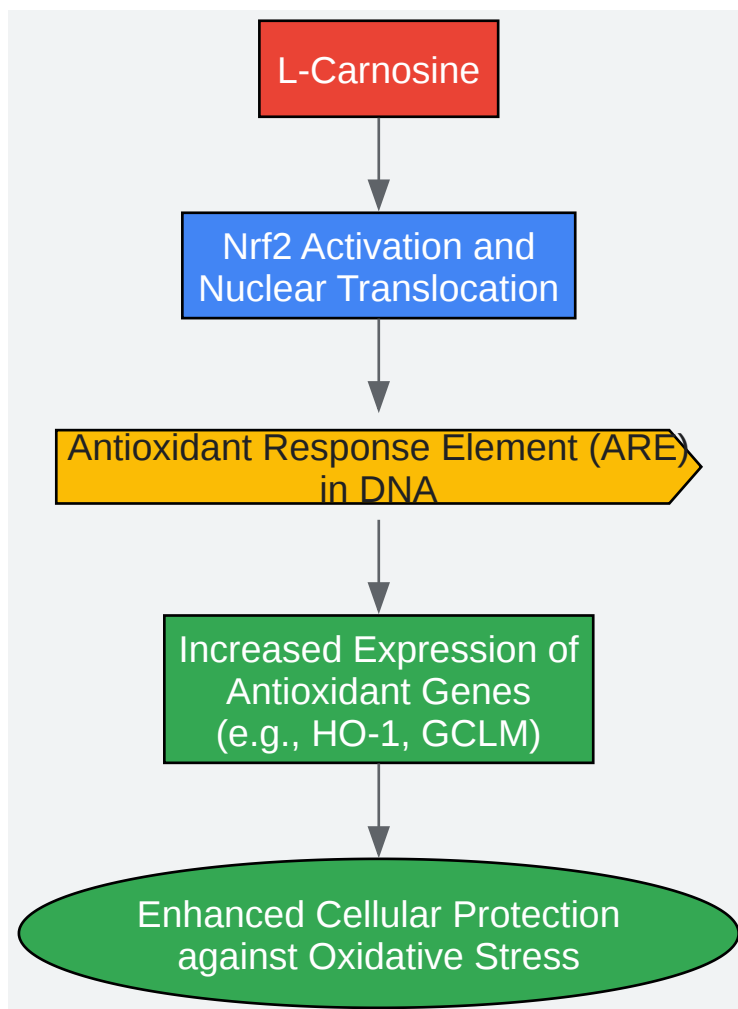 L-Carnosine
Nrf2 Activation and
Nuclear Translocation
Antioxidant Response Element (ARE)
in DNA
Increased Expression of
Antioxidant Genes
(e.g., HO-1, GCLM)
Enhanced Cellular Protection
against Oxidative Stress